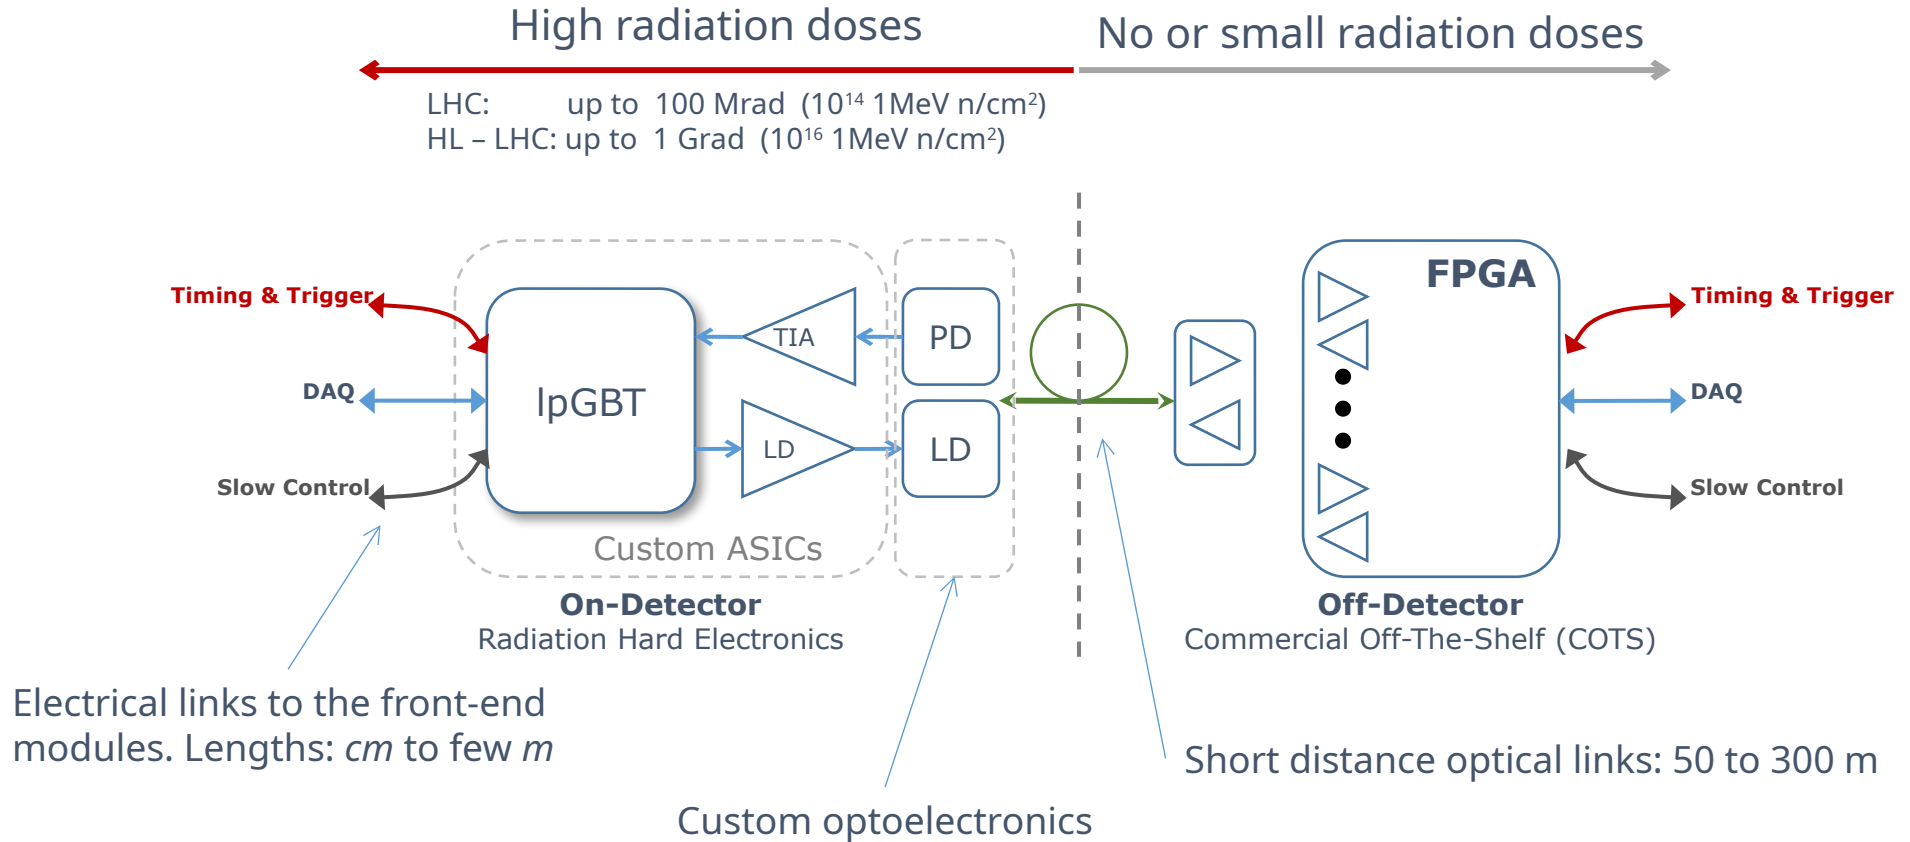 High radiation doses
No or small radiation doses
LHC: up to 100 Mrad (10¹⁴ 1MeV n/cm²)
HL – LHC: up to 1 Grad (10¹⁶ 1MeV n/cm²)
Timing & Trigger
DAQ
Slow Control
lpGBT
TIA
LD
PD
LD
Custom ASICs
FPGA
Timing & Trigger
DAQ
Slow Control
On-Detector
Radiation Hard Electronics
Off-Detector
Commercial Off-The-Shelf (COTS)
Electrical links to the front-end
modules. Lengths: cm to few m
Short distance optical links: 50 to 300 m
Custom optoelectronics